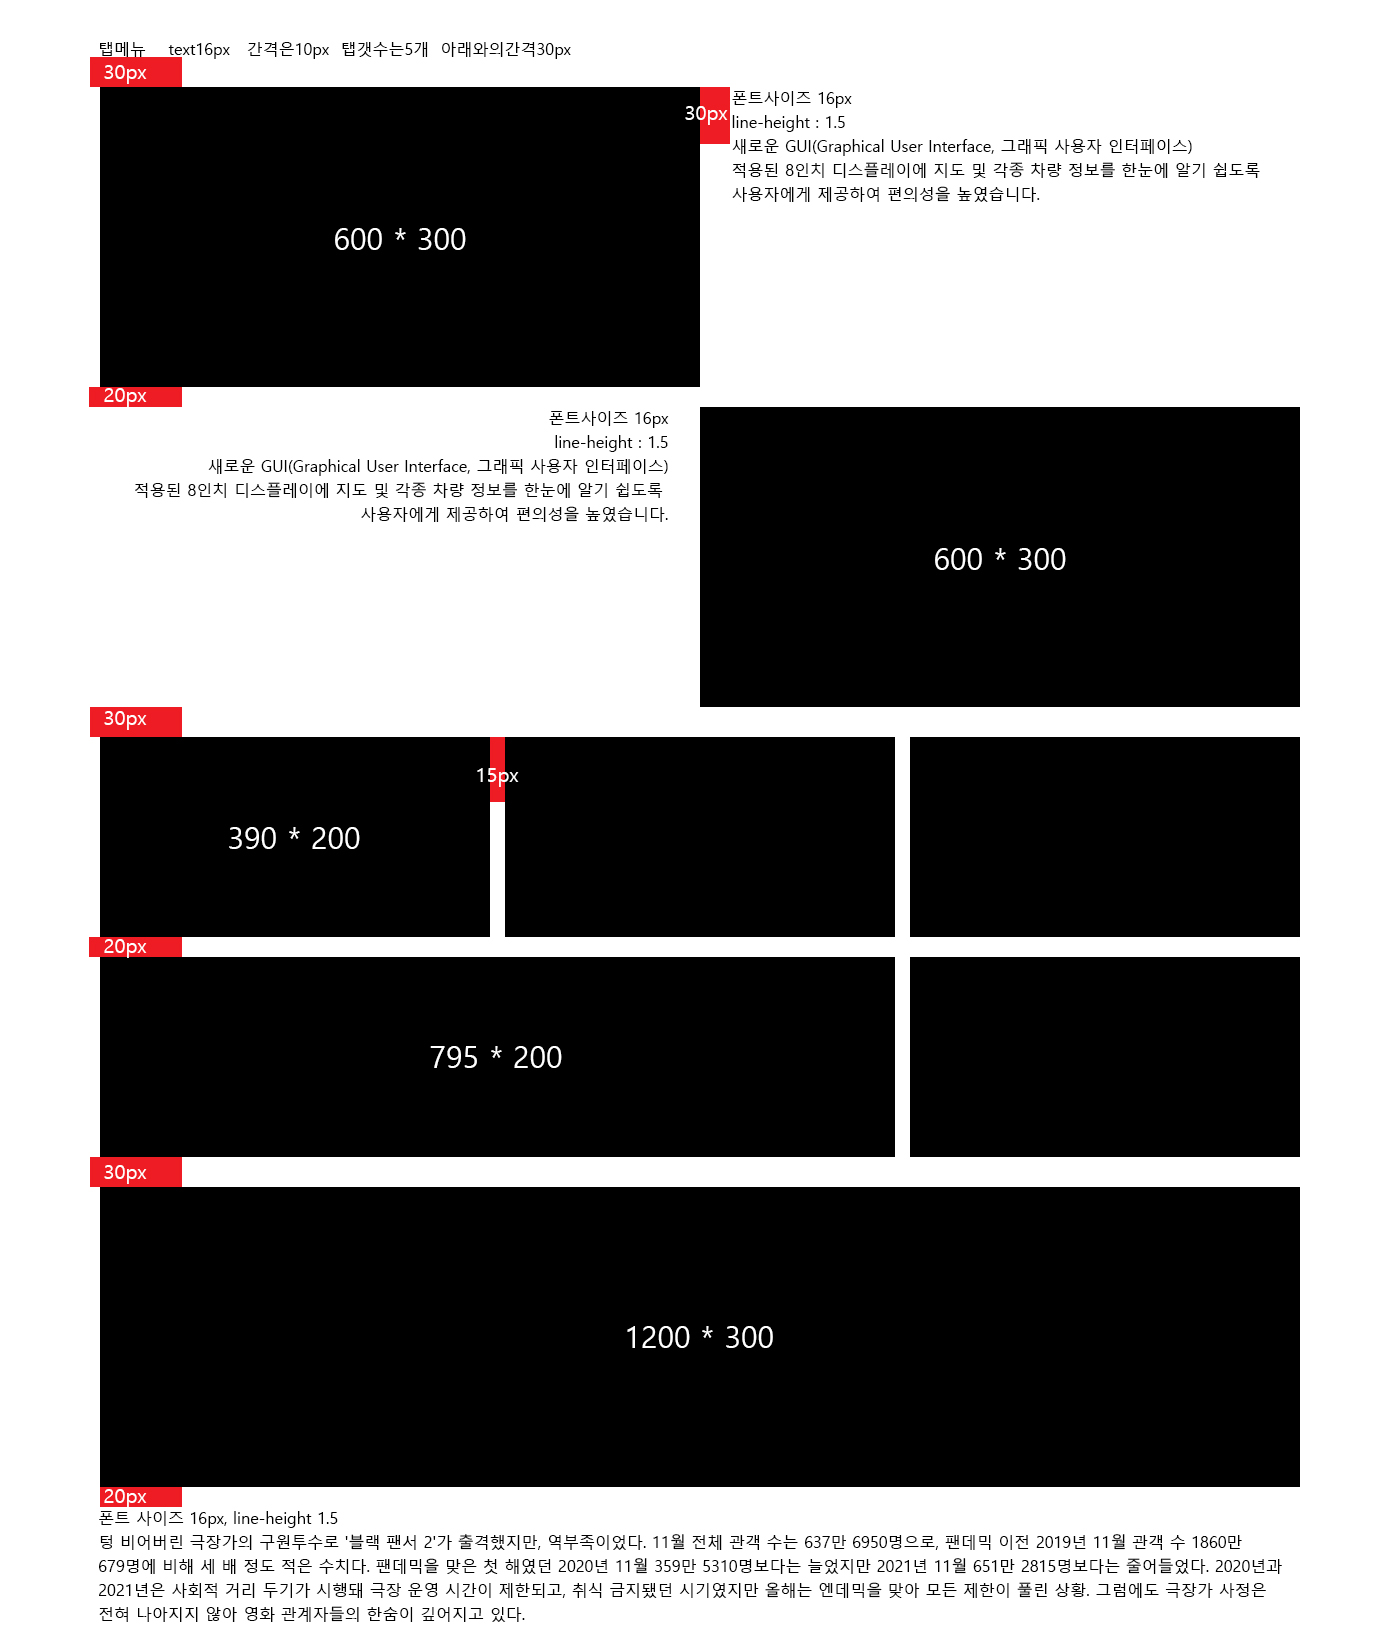 탭메뉴 text16px 간격은10px 탭갯수는5개 아래와의간격30px
30px
600 * 300
30px
폰트사이즈 16px
line-height : 1.5
새로운 GUI(Graphical User Interface, 그래픽 사용자 인터페이스)
적용된 8인치 디스플레이에 지도 및 각종 차량 정보를 한눈에 알기 쉽도록
사용자에게 제공하여 편의성을 높였습니다.
20px
폰트사이즈 16px
line-height : 1.5
새로운 GUI(Graphical User Interface, 그래픽 사용자 인터페이스)
적용된 8인치 디스플레이에 지도 및 각종 차량 정보를 한눈에 알기 쉽도록
사용자에게 제공하여 편의성을 높였습니다.
600 * 300
30px
390 * 200
15px
20px
795 * 200
30px
1200 * 300
20px
폰트 사이즈 16px, line-height 1.5
텅 비어버린 극장가의 구원투수로 '블랙 팬서 2'가 출격했지만, 역부족이었다. 11월 전체 관객 수는 637만 6950명으로, 팬데믹 이전 2019년 11월 관객 수 1860만
679명에 비해 세 배 정도 적은 수치다. 팬데믹을 맞은 첫 해였던 2020년 11월 359만 5310명보다는 늘었지만 2021년 11월 651만 2815명보다는 줄어들었다. 2020년과
2021년은 사회적 거리 두기가 시행돼 극장 운영 시간이 제한되고, 취식 금지됐던 시기였지만 올해는 엔데믹을 맞아 모든 제한이 풀린 상황. 그럼에도 극장가 사정은
전혀 나아지지 않아 영화 관계자들의 한숨이 깊어지고 있다.